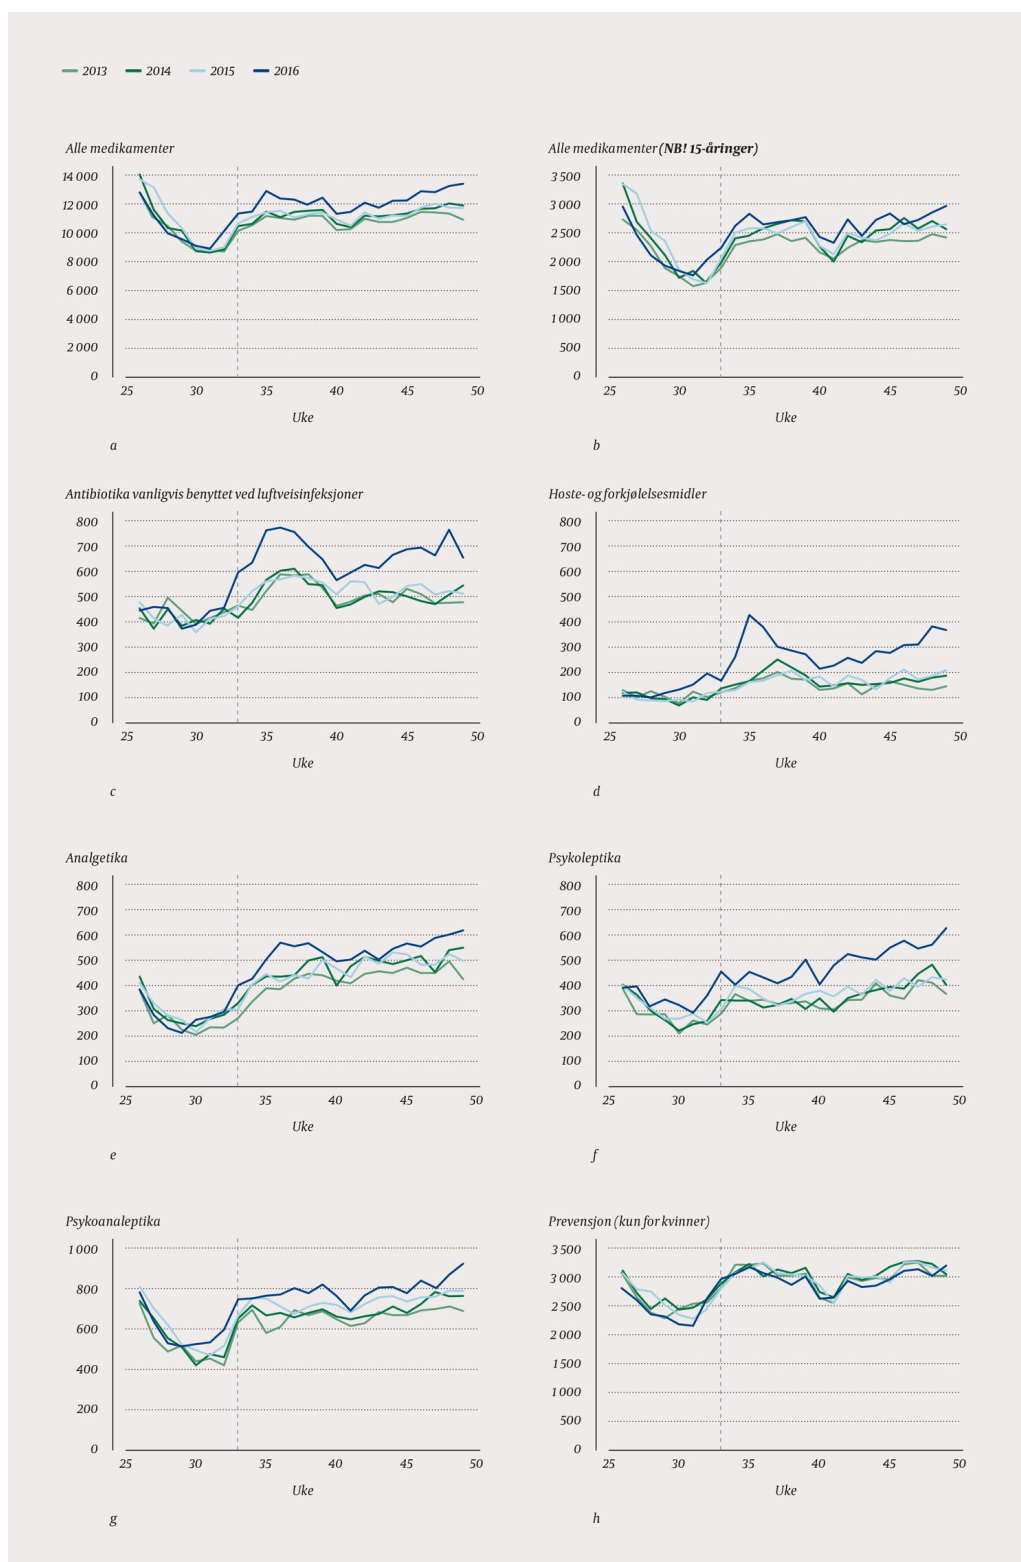 2013 2014 2015 2016
Alle medikamenter
14 000
12 000
10 000
8 000
6 000
4 000
2 000
0
25 30 35 40 45 50
Uke
a
Alle medikamenter (NB! 15-åringer)
3 500
3 000
2 500
2 000
1 500
1 000
500
0
25 30 35 40 45 50
Uke
b
Antibiotika vanligvis benyttet ved luftveisinfeksjoner
800
700
600
500
400
300
200
100
0
25 30 35 40 45 50
Uke
c
Hoste- og forkjølelsesmidler
800
700
600
500
400
300
200
100
0
25 30 35 40 45 50
Uke
d
Analgetika
800
700
600
500
400
300
200
100
0
25 30 35 40 45 50
Uke
e
Psykoleptika
800
700
600
500
400
300
200
100
0
25 30 35 40 45 50
Uke
f
Psykoanaleptika
1 000
800
600
400
200
0
25 30 35 40 45 50
Uke
g
Prevensjon (kun for kvinner)
3 500
3 000
2 500
2 000
1 500
1 000
500
0
25 30 35 40 45 50
Uke
h